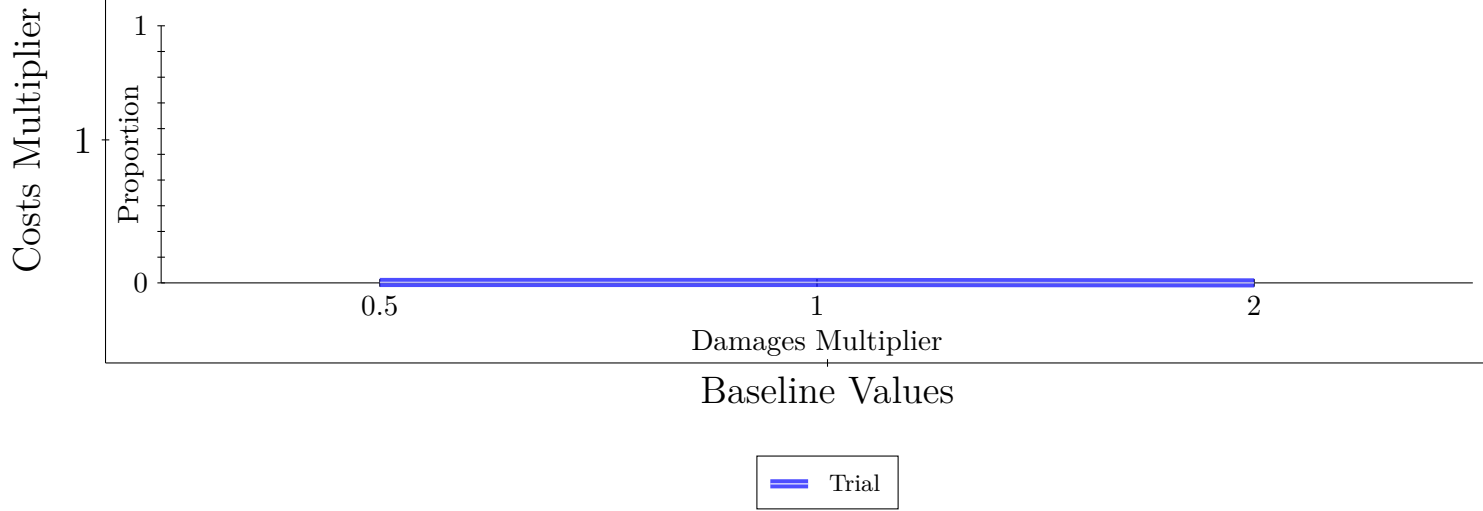 Costs Multiplier
1
Proportion
1
0
0.5 1 2
Damages Multiplier
Baseline Values
Trial